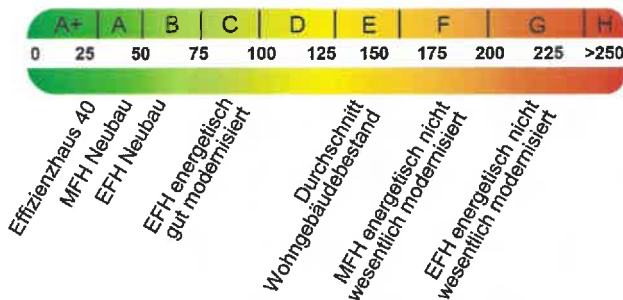 A+ A B C D E F G H
0 25 50 75 100 125 150 175 200 225 >250
Effizienzhaus 40
MFH Neubau
EFH Neubau
EFH energetisch
gut modernisiert
Durchschnitt
Wohngebäudebestand
MFH energetisch nicht
wesentlich modernisiert
EFH energetisch nicht
wesentlich modernisiert